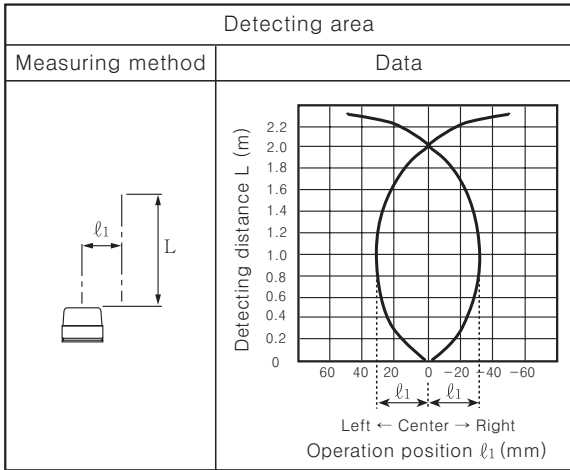 Detecting area
Measuring method
Data
ℓ1
L
Detecting distance L (m)
2.2
2.0
1.8
1.6
1.4
1.2
1.0
0.8
0.6
0.4
0.2
0
60 40 20 0 −20 −40 −60
ℓ1 ℓ1
Left ← Center → Right
Operation position ℓ1 (mm)